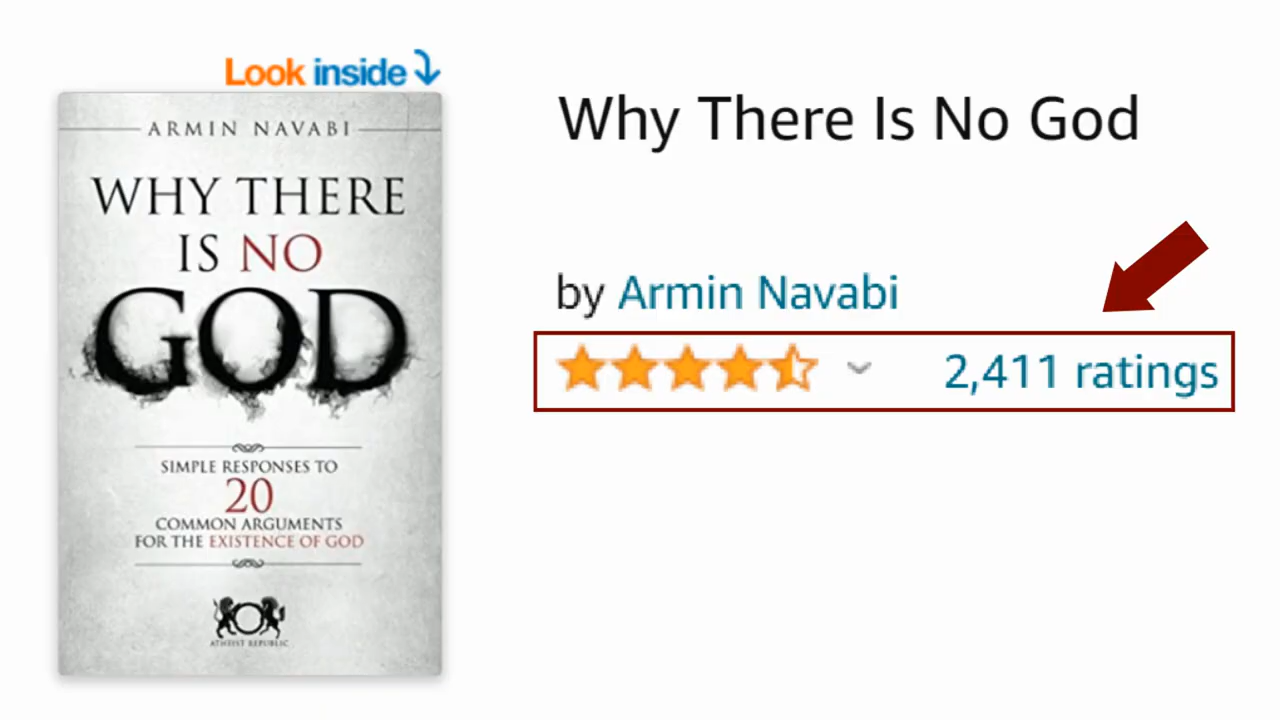 Look inside
ARMIN NAVABI
WHY THERE
IS NO
GOD
SIMPLE RESPONSES TO
20
COMMON ARGUMENTS
FOR THE EXISTENCE OF GOD
ATHEIST REPUBLIC
Why There Is No God
by Armin Navabi
2,411 ratings